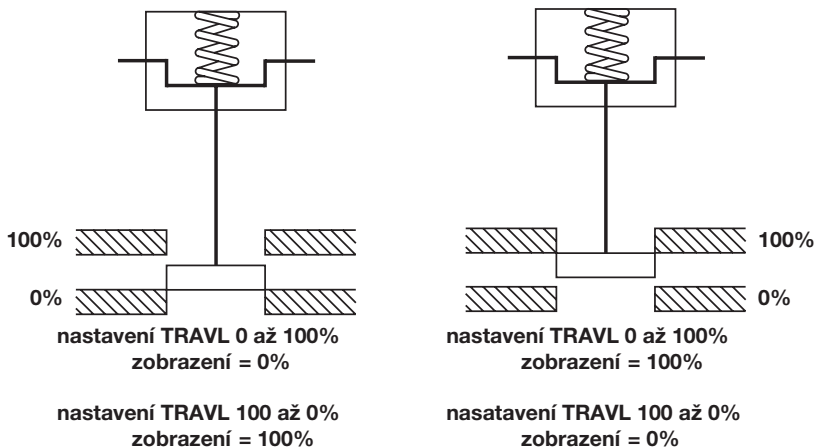 100%
0%
nastavení TRAVL 0 až 100%
zobrazení = 0%
nastavení TRAVL 100 až 0%
zobrazení = 100%
100%
0%
nastavení TRAVL 0 až 100%
zobrazení = 100%
nasatavení TRAVL 100 až 0%
zobrazení = 0%